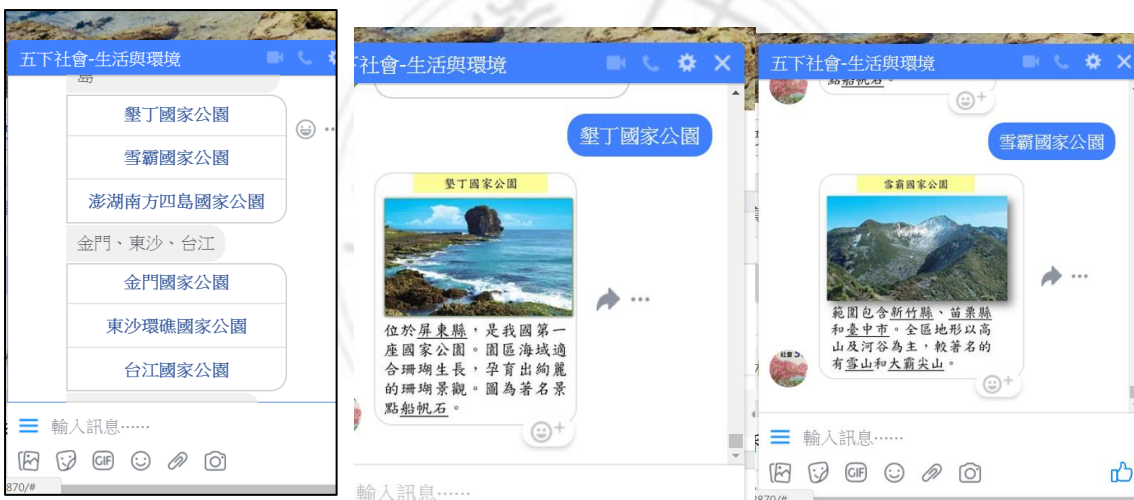 五下社會-生活與環境
島
墾丁國家公園
雪霸國家公園
澎湖南方四島國家公園
金門、東沙、台江
金門國家公園
東沙環礁國家公園
台江國家公園
輸入訊息……
GIF
870/#
社會-生活與環境
墾丁國家公園
墾丁國家公園
位於屏東縣，是我國第一
座國家公園。園區海域適
合珊瑚生長，孕育出絢麗
的珊瑚景觀。圖為著名景
點船帆石。
輸入訊息……
五下社會-生活與環境
點船帆石。
雪霸國家公園
雪霸國家公園
範圍包含新竹縣、苗栗縣
和臺中市。全區地形以高
山及河谷為主，較著名的
有雪山和大霸尖山。
輸入訊息……
GIF
870/#